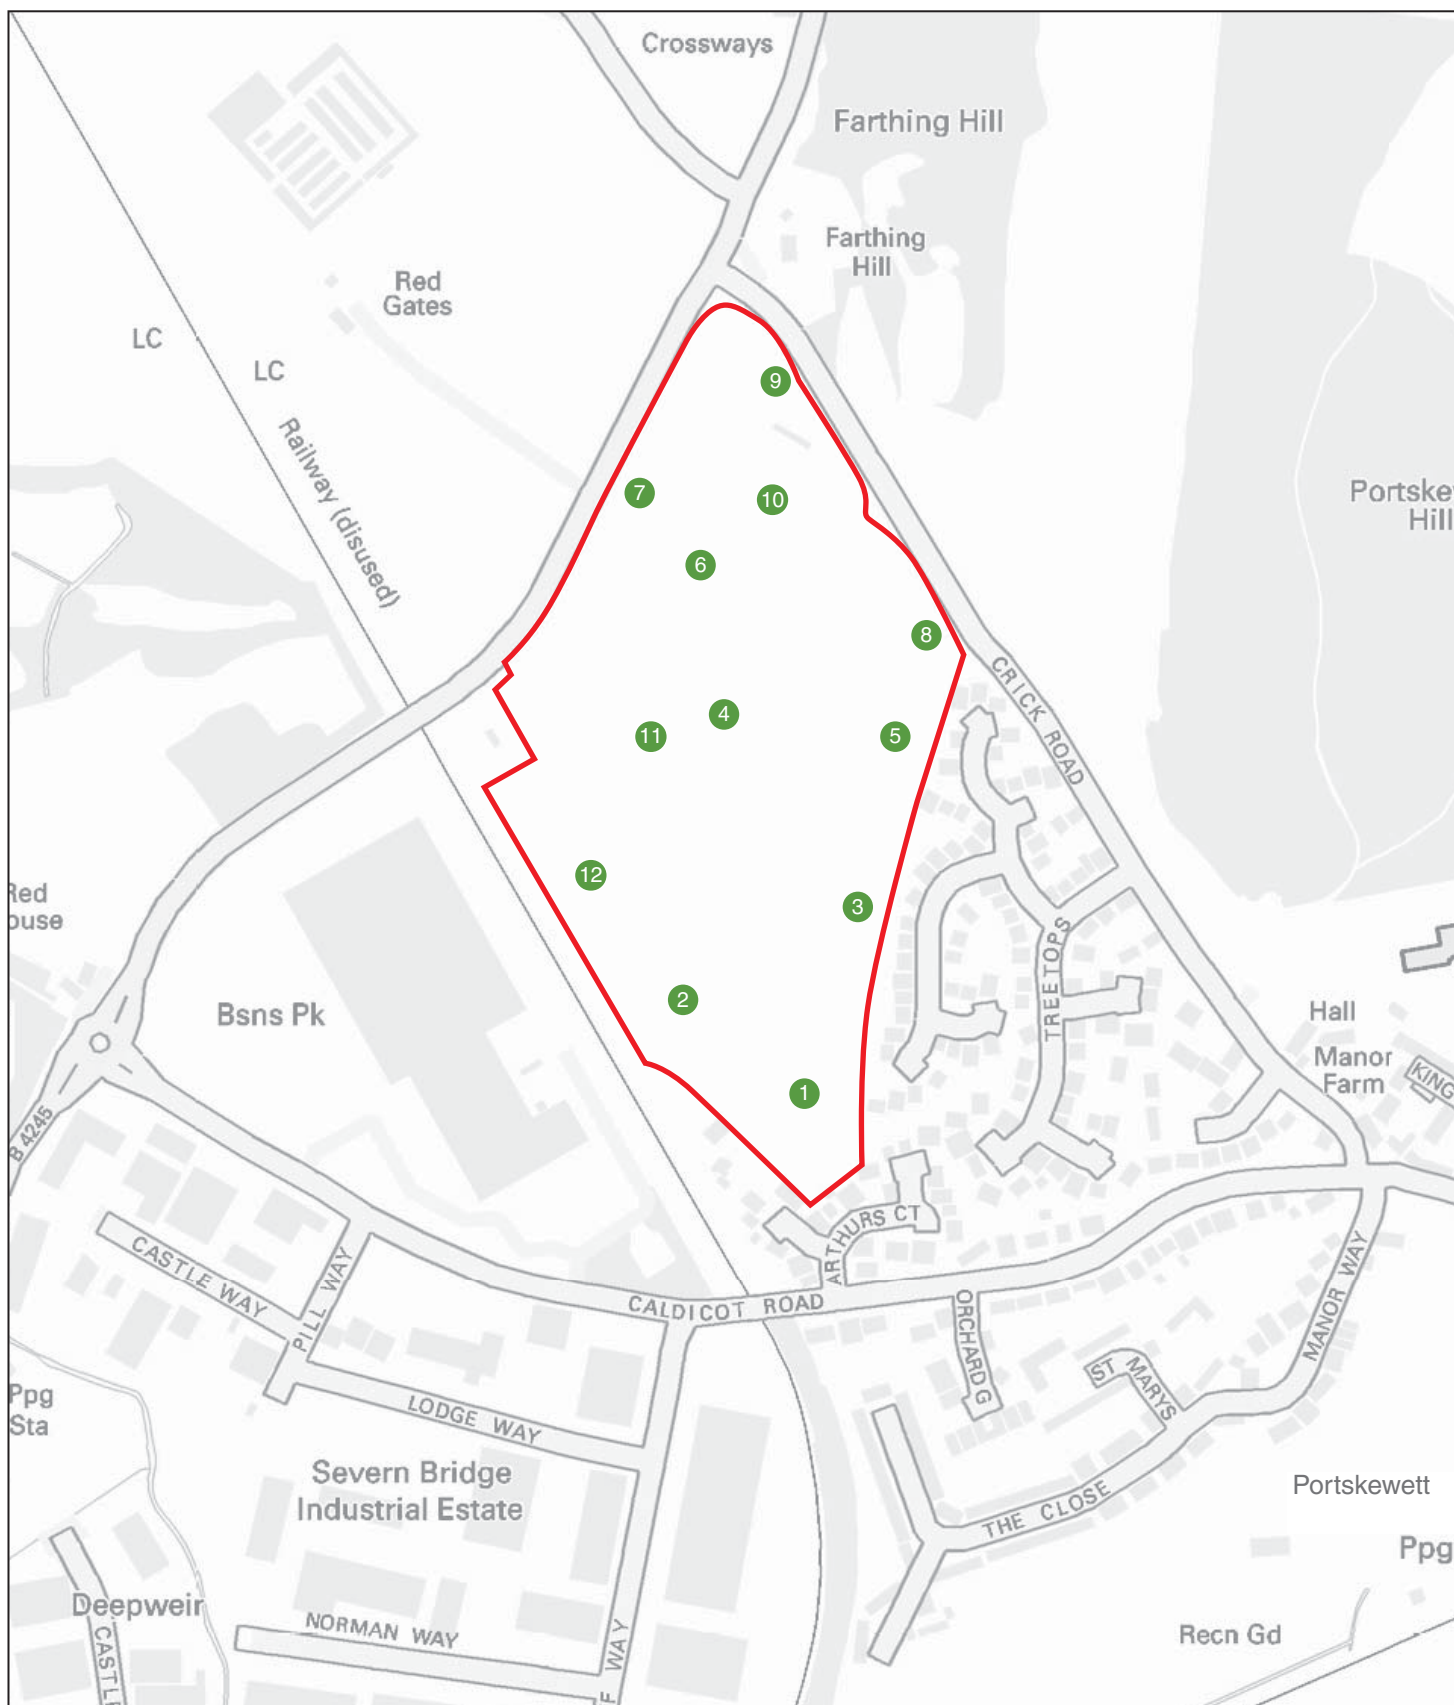 Crossways
Farthing Hill
Farthing
Hill
Red
Gates
LC
LC
Railway (disused)
9
7
10
6
8
4
11
5
12
3
2
1
CRICK ROAD
Hill
Red
Bsns Pk
TREETOPS
Hall
Manor
Farm
KING
B 4245
ARTHURS CT
CASTLE WAY
PILL WAY
CALDICOT ROAD
MANOR WAY
ORCHARD G
ST MARYS
Ppg
Sta
LODGE WAY
Severn Bridge
Industrial Estate
THE CLOSE
Portskewett
Ppg
Deepweir
NORMAN WAY
WAY
Recn Gd